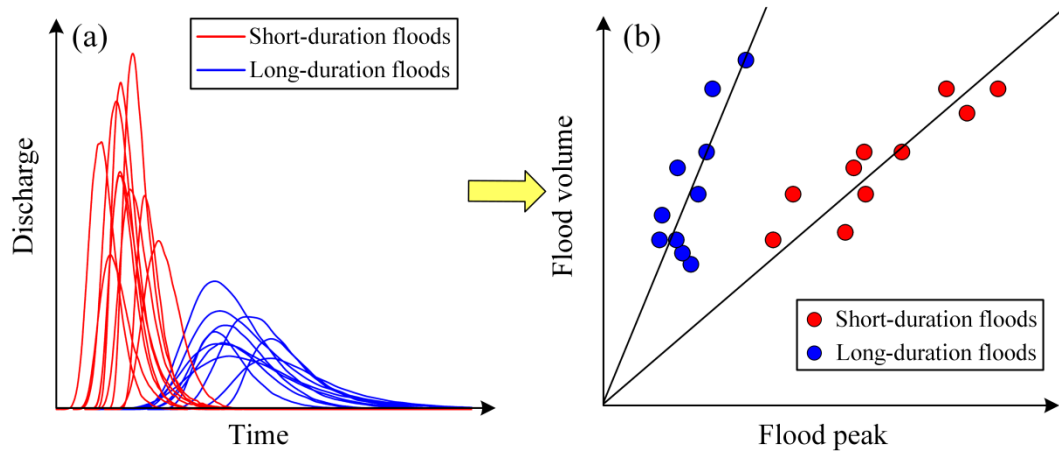 (a)
Short-duration floods
Long-duration floods
Discharge
Time
(b)
Flood volume
Short-duration floods
Long-duration floods
Flood peak